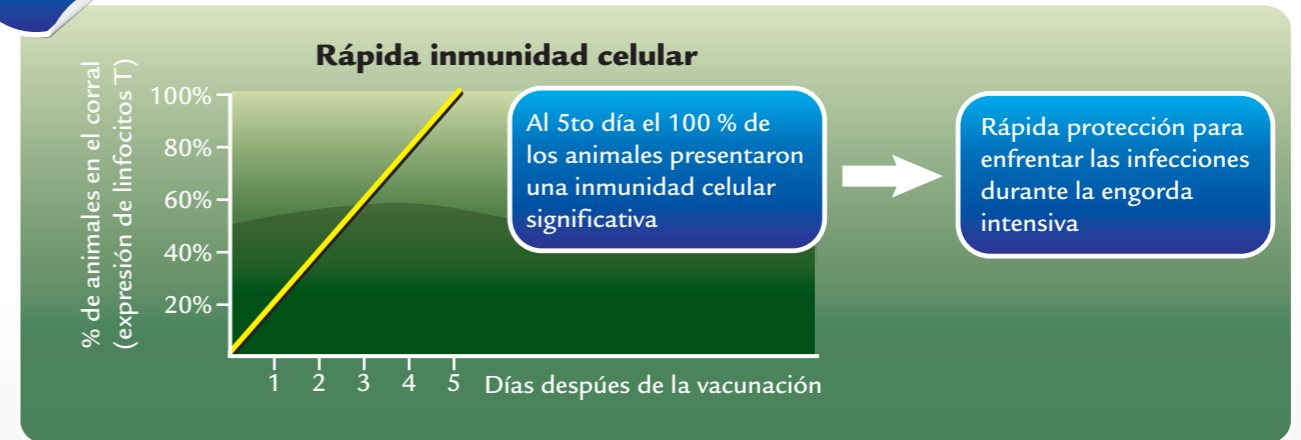 Rápida inmunidad celular
% de animales en el corral
(expresión de linfocitos T)
100%
80%
60%
40%
20%
1 2 3 4 5 Días despúes de la vacunación
Al 5to día el 100 % de
los animales presentaron
una inmunidad celular
significativa
Rápida protección para
enfrentar las infecciones
durante la engorda
intensiva